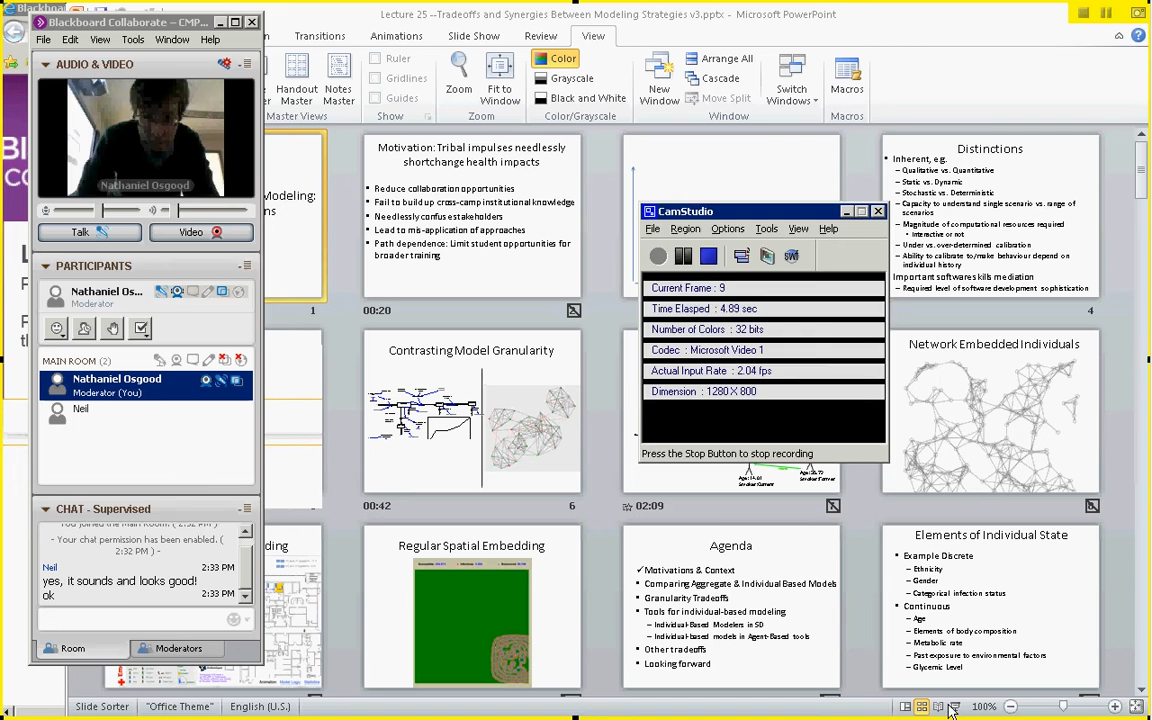 Blackboard
Lecture 25 --Tradeoffs and Synergies Between Modeling Strategies v3.pptx - Microsoft PowerPoint
Blackboard Collaborate – CMP...
File Edit View Tools Window Help
Transitions Animations Slide Show Review View
AUDIO & VIDEO
Nathaniel Osgood
Talk Video
Handout Master
Notes Master
Master Views
Ruler
Gridlines
Guides
Show
Zoom
Fit to Window
Zoom
Color
Grayscale
Black and White
Color/Grayscale
New Window
Arrange All
Cascade
Move Split
Window
Switch Windows
Macros
Macros
PARTICIPANTS
Nathaniel Os...
Moderator
MAIN ROOM (2)
Nathaniel Osgood
Moderator (You)
Neil
CHAT - Supervised
You joined the Main Room. ( 2:32 PM ) -
- Your chat permission has been enabled. ( 2:32 PM ) -
Neil 2:33 PM
yes, it sounds and looks good!
ok 2:33 PM
Room Moderators
Modeling:
1
Motivation: Tribal impulses needlessly
shortchange health impacts
Reduce collaboration opportunities
Fail to build up cross-camp institutional knowledge
Needlessly confuse stakeholders
Lead to mis-application of approaches
Path dependence: Limit student opportunities for
broader training
00:20
Distinctions
Inherent, e.g.
Qualitative vs. Quantitative
Static vs. Dynamic
Stochastic vs. Deterministic
Capacity to understand single scenario vs. range of
scenarios
Magnitude of computational resources required
Interactive or not
Under vs. over-determined calibration
Ability to calibrate to/make behaviour depend on
individual history
Important software skills mediation
Required level of software development sophistication
4
CamStudio
File Region Options Tools View Help
Current Frame : 9
Time Elasped : 4.89 sec
Number of Colors : 32 bits
Codec : Microsoft Video 1
Actual Input Rate : 2.04 fps
Dimension : 1280 X 800
Press the Stop Button to stop recording
Contrasting Model Granularity
00:42 6
02:09 7
Network Embedded Individuals
8
Regular Spatial Embedding
Agenda
✓Motivations & Context
Comparing Aggregate & Individual Based Models
Granularity Tradeoffs
Tools for individual-based modeling
Individual-Based Modelers in SD
Individual-based models in Agent-Based tools
Other tradeoffs
Looking forward
Elements of Individual State
Example Discrete
Ethnicity
Gender
Categorical infection status
Continuous
Age
Elements of body composition
Metabolic rate
Past exposure to environmental factors
Glycemic Level
Slide Sorter "Office Theme" English (U.S.) 100%